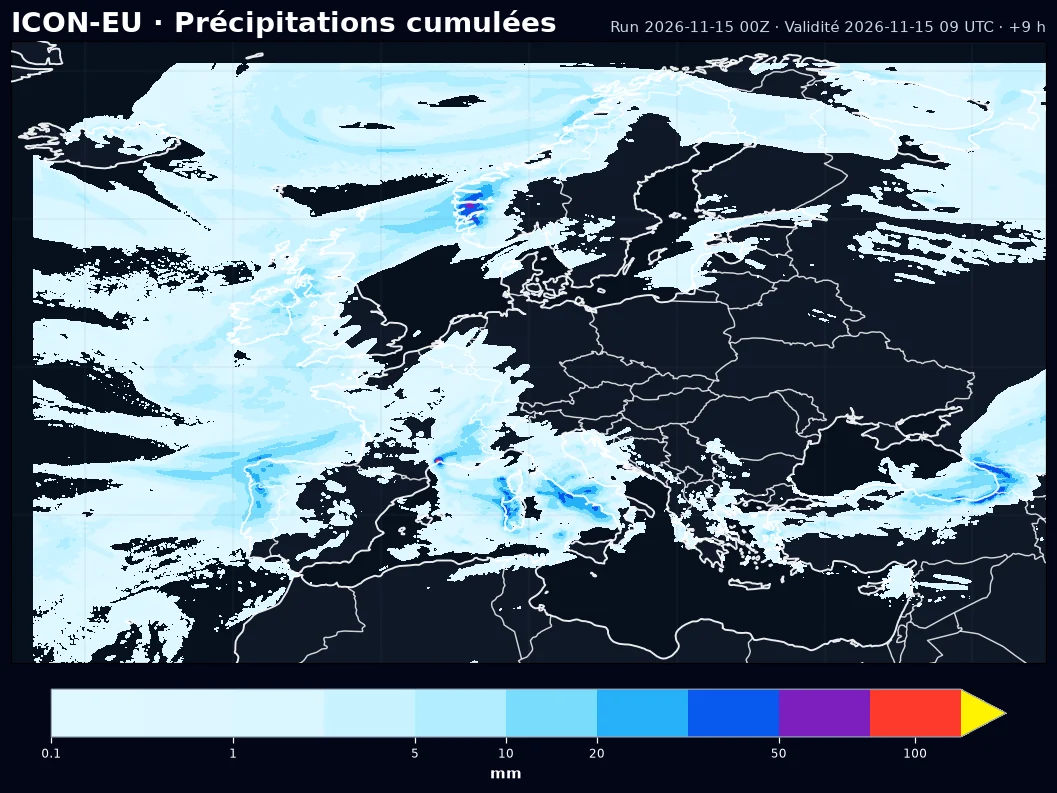 ICON-EU · Précipitations cumulées
Run 2026-11-15 00Z · Validité 2026-11-15 09 UTC · +9 h
0.1 1 5 10 20 50 100
mm